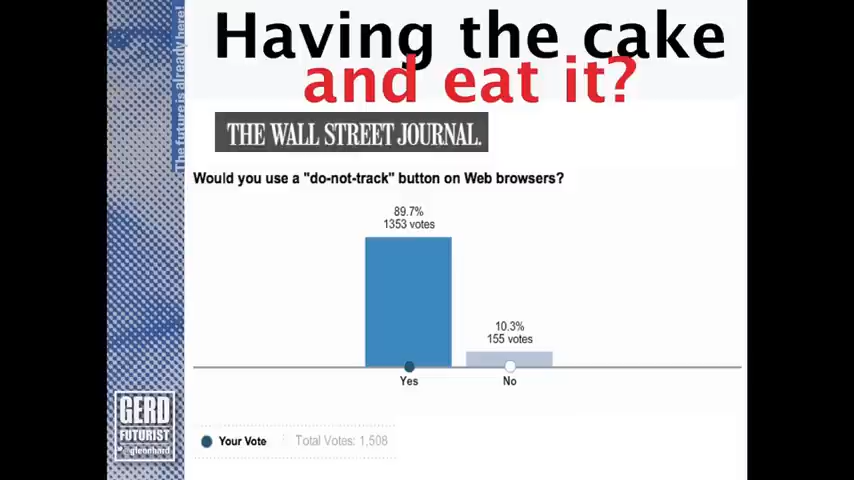 Having the cake
and eat it?
The future is already here!
THE WALL STREET JOURNAL.
Would you use a "do-not-track" button on Web browsers?
89.7%
1353 votes
10.3%
155 votes
Yes
No
GERD
FUTURIST
@gleonhard
Your Vote
Total Votes: 1,508